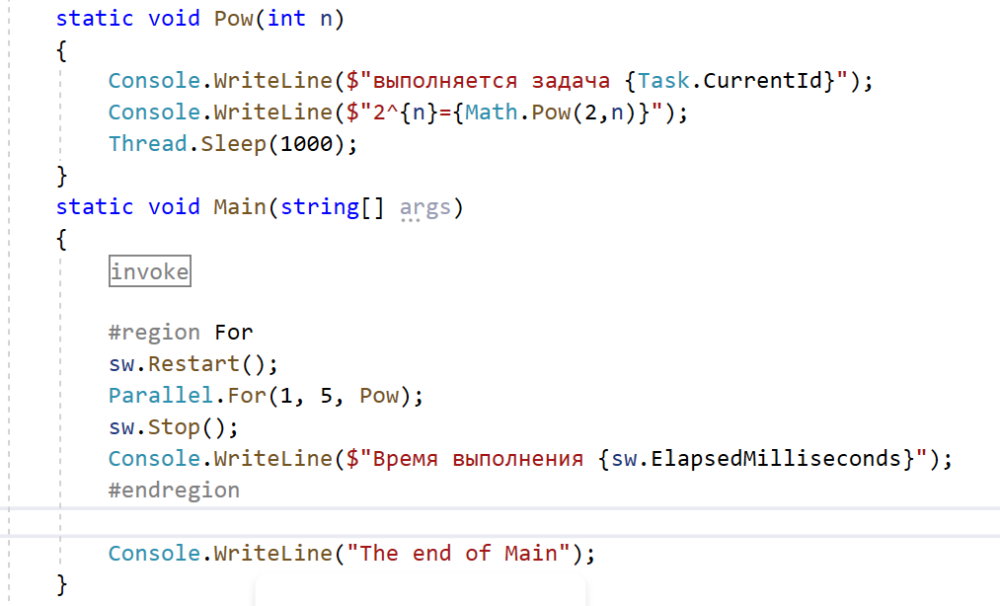 static void Pow(int n)
{
Console.WriteLine($"выполняется задача {Task.CurrentId}");
Console.WriteLine($"2^{n}={Math.Pow(2,n)}");
Thread.Sleep(1000);
}
static void Main(string[] args)
{
invoke
#region For
sw.Restart();
Parallel.For(1, 5, Pow);
sw.Stop();
Console.WriteLine($"Время выполнения {sw.ElapsedMilliseconds}");
#endregion
Console.WriteLine("The end of Main");
}